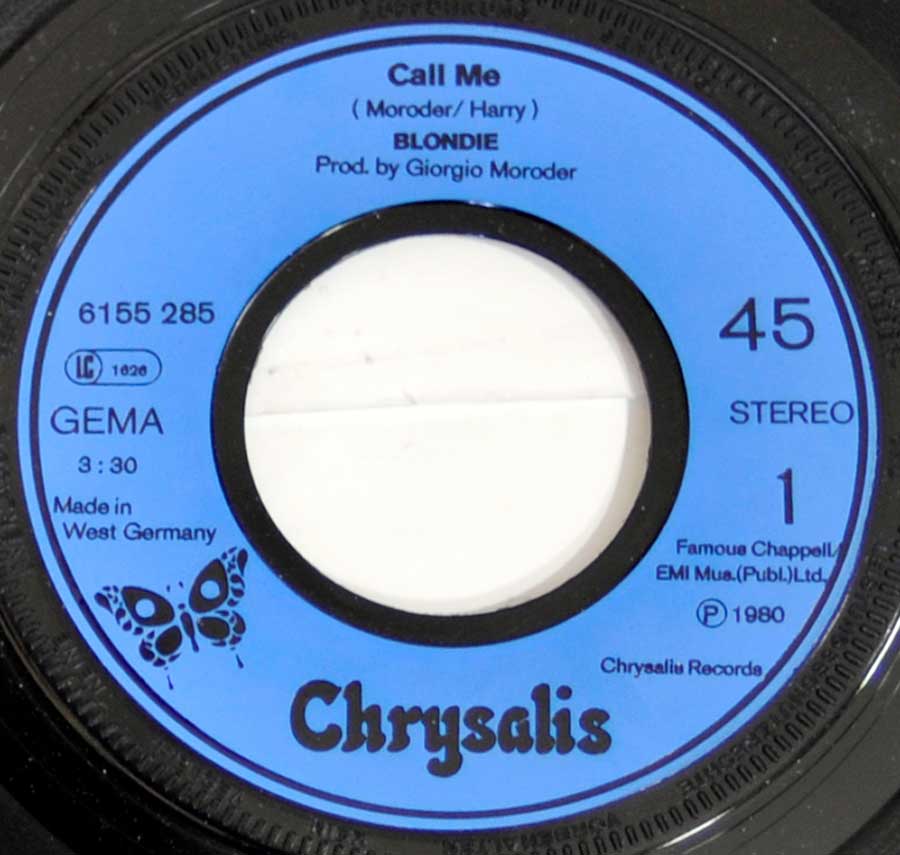 Call Me
( Moroder/ Harry )
BLONDIE
Prod. by Giorgio Moroder
6155 285
LC 1626
GEMA
3:30
Made in
West Germany
45
STEREO
1
Famous Chappell/
EMI Mus.(Publ.)Ltd.
Ⓟ 1980
Chrysalis Records
Chrysalis